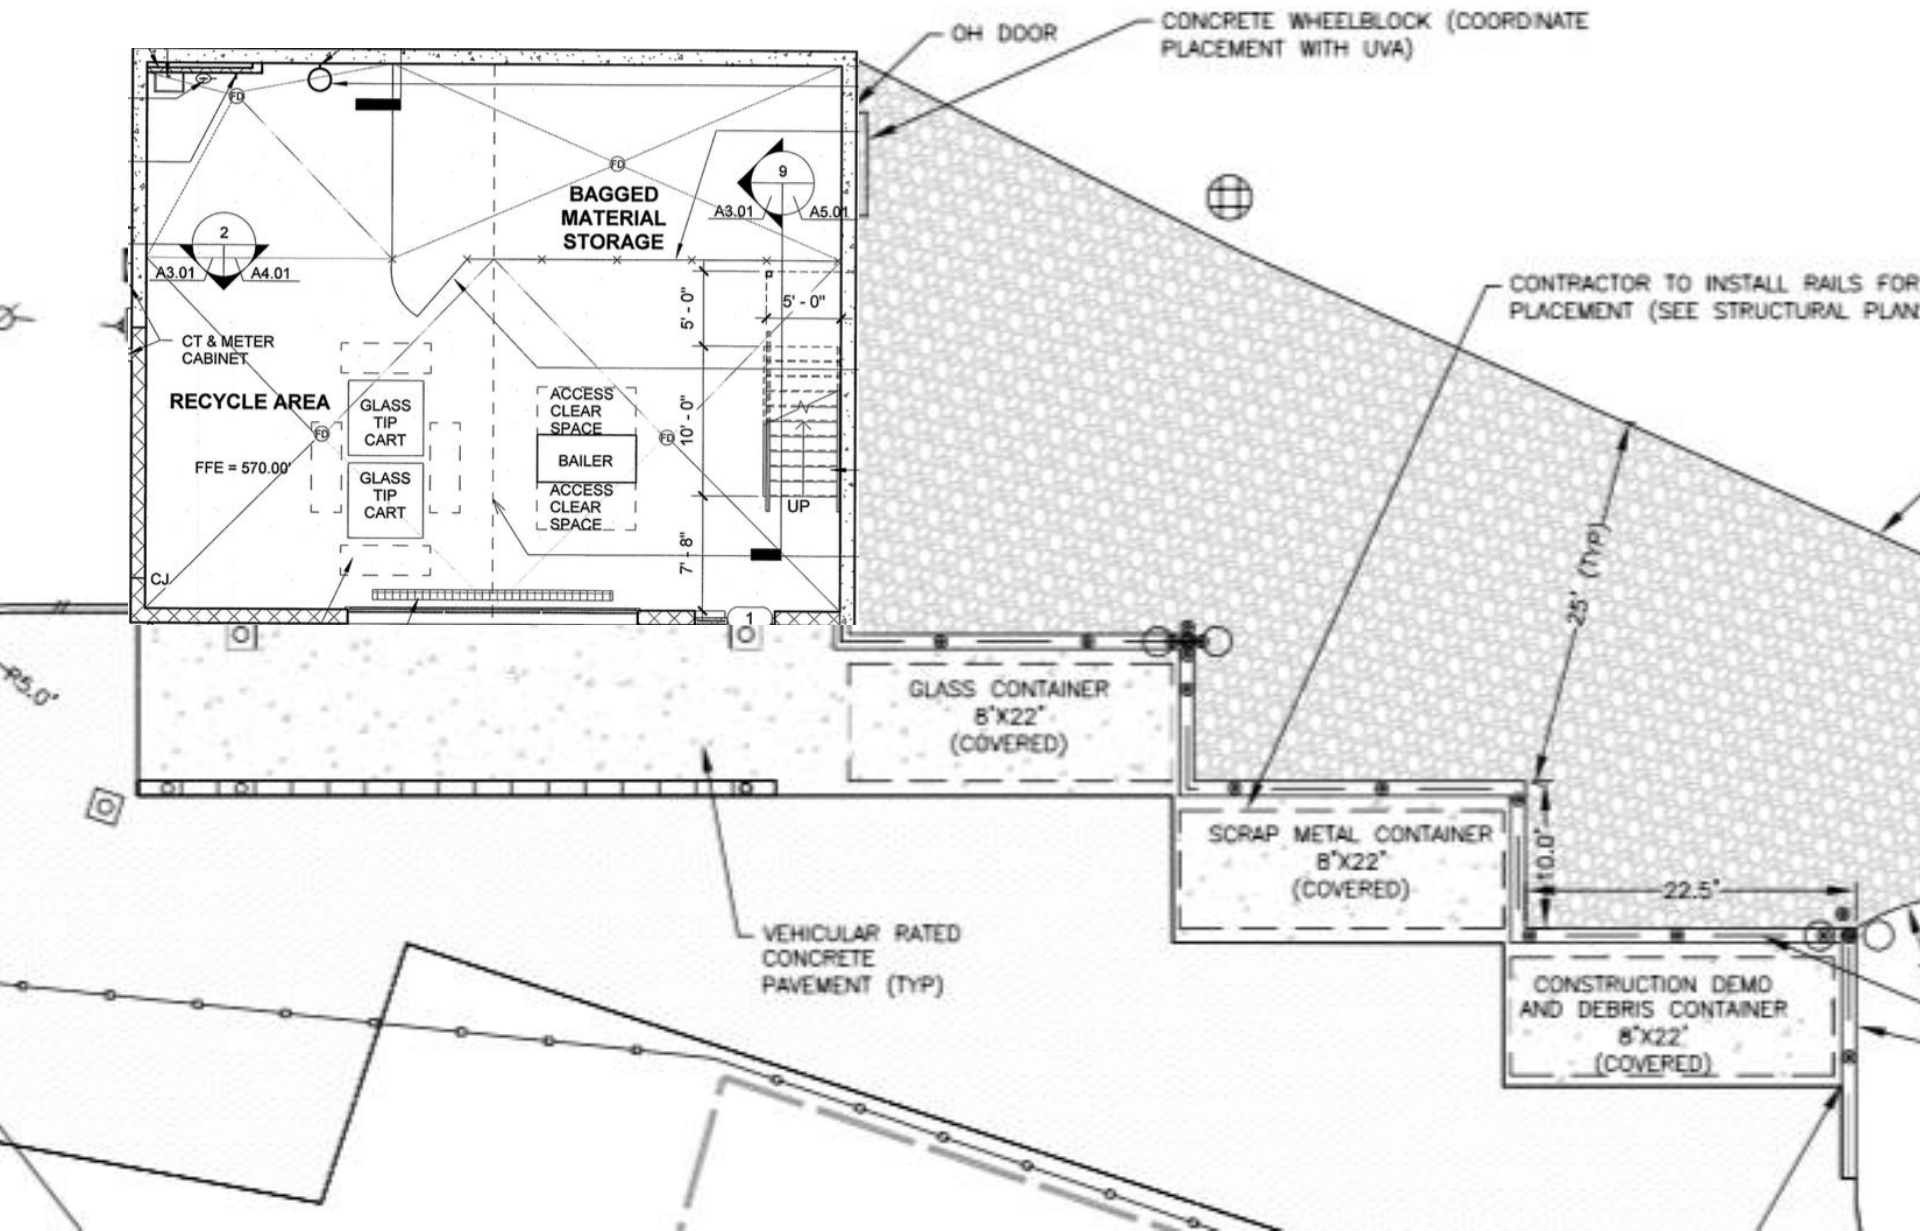 OH DOOR
CONCRETE WHEELBLOCK (COORDINATE
PLACEMENT WITH UVA)
FD
FD
BAGGED
MATERIAL
STORAGE
9
A3.01
A5.01
2
A3.01
A4.01
CONTRACTOR TO INSTALL RAILS FOR
PLACEMENT (SEE STRUCTURAL PLANS
5' - 0"
5' - 0"
CT & METER
CABINET
RECYCLE AREA
GLASS
TIP
CART
ACCESS
CLEAR
SPACE
FD
FD
10' - 0"
BAILER
FFE = 570.00'
GLASS
TIP
CART
ACCESS
CLEAR
SPACE
UP
7' - 8"
25' (TYP)
CJ
1
R5.0'
GLASS CONTAINER
8'X22'
(COVERED)
SCRAP METAL CONTAINER
8'X22'
(COVERED)
10.0'
22.5'
VEHICULAR RATED
CONCRETE
PAVEMENT (TYP)
CONSTRUCTION DEMO
AND DEBRIS CONTAINER
8'X22'
(COVERED)